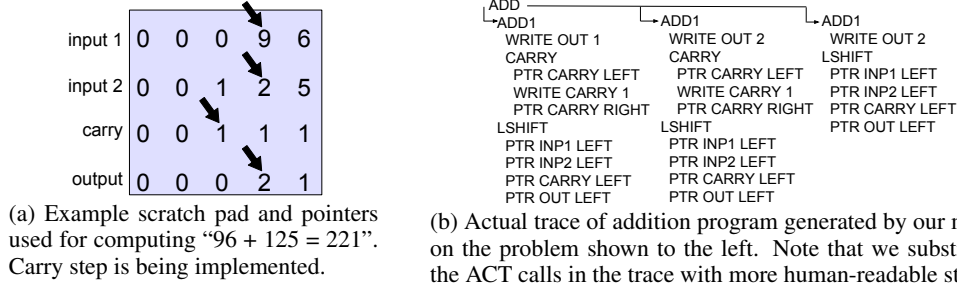 input 1 0 0 0 9 6
input 2 0 0 1 2 5
carry 0 0 1 1 1
output 0 0 0 2 1
(a) Example scratch pad and pointers
used for computing “96 + 125 = 221”.
Carry step is being implemented.
ADD
ADD1
WRITE OUT 1
CARRY
PTR CARRY LEFT
WRITE CARRY 1
PTR CARRY RIGHT
LSHIFT
PTR INP1 LEFT
PTR INP2 LEFT
PTR CARRY LEFT
PTR OUT LEFT
ADD1
WRITE OUT 2
CARRY
PTR CARRY LEFT
WRITE CARRY 1
PTR CARRY RIGHT
LSHIFT
PTR INP1 LEFT
PTR INP2 LEFT
PTR CARRY LEFT
PTR OUT LEFT
ADD1
WRITE OUT 2
LSHIFT
PTR INP1 LEFT
PTR INP2 LEFT
PTR CARRY LEFT
PTR OUT LEFT
(b) Actual trace of addition program generated by our
on the problem shown to the left. Note that we
the ACT calls in the trace with more human-readable